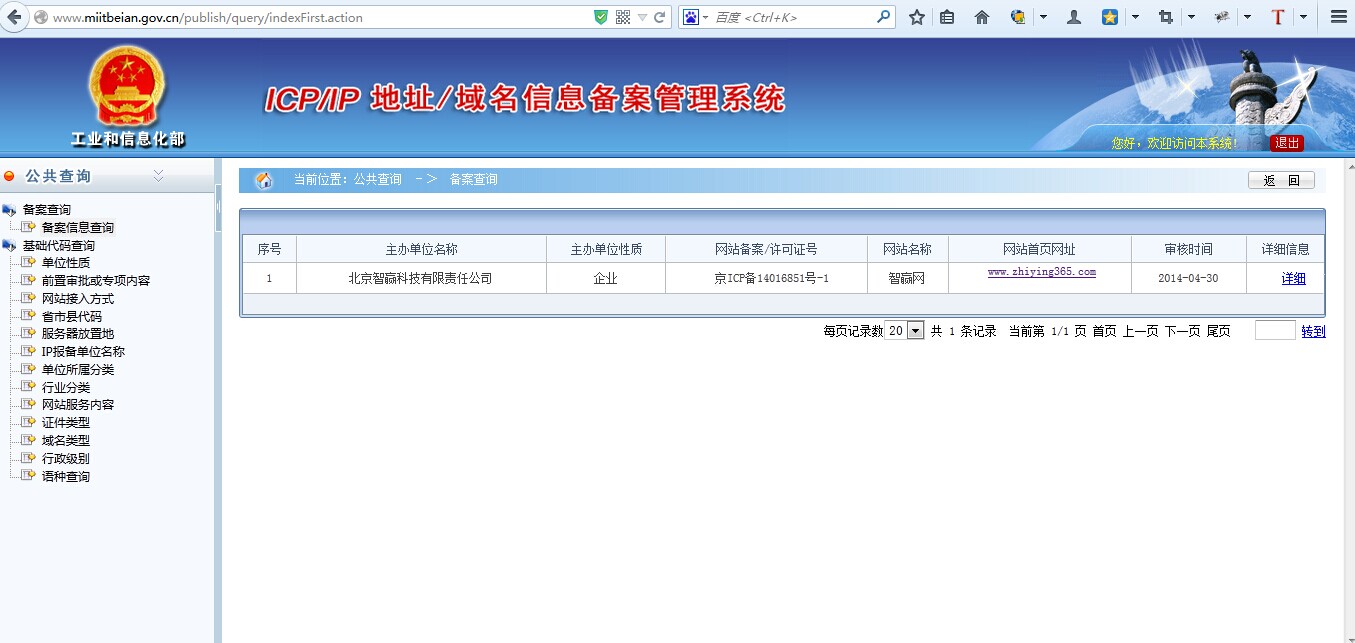 www.miitbeian.gov.cn/publish/query/indexFirst.action
百度 <Ctrl+K>
T
ICP/IP 地址/域名信息备案管理系统
工业和信息化部
您好，欢迎访问本系统！
退出
公共查询
备案查询
备案信息查询
基础代码查询
单位性质
前置审批或专项内容
网站接入方式
省市县代码
服务器放置地
IP报备单位名称
单位所属分类
行业分类
网站服务内容
证件类型
域名类型
行政级别
语种查询
当前位置：公共查询 -> 备案查询
返 回
序号 主办单位名称 主办单位性质 网站备案/许可证号 网站名称 网站首页网址 审核时间 详细信息
1 北京智赢科技有限责任公司 企业 京ICP备14016851号-1 智赢网 www.zhiying365.com 2014-04-30 详细
每页记录数 20 共 1 条记录 当前第 1/1 页 首页 上一页 下一页 尾页 转到